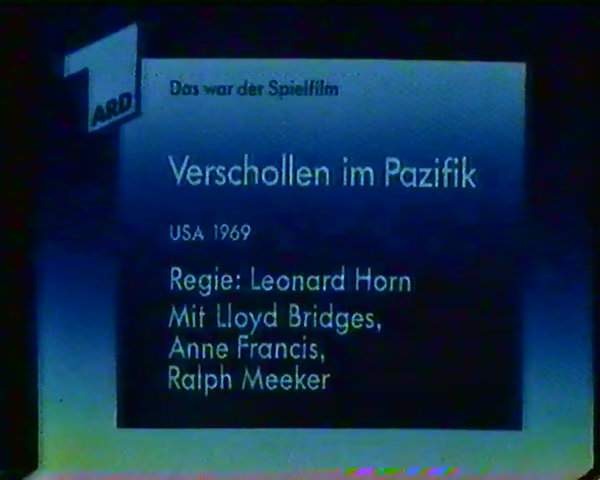 ARD
Das war der Spielfilm
Verschollen im Pazifik
USA 1969
Regie: Leonard Horn
Mit Lloyd Bridges,
Anne Francis,
Ralph Meeker